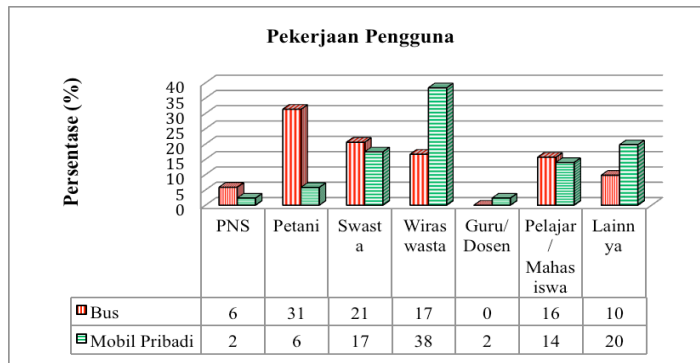 Pekerjaan Pengguna
Persentase (%)
40
35
30
25
20
15
10
5
0
PNS Petani Swast Wiras Guru/ Pelajar Lainn
a wasta Dosen / ya
Mahas
iswa
Bus 6 31 21 17 0 16 10
Mobil Pribadi 2 6 17 38 2 14 20